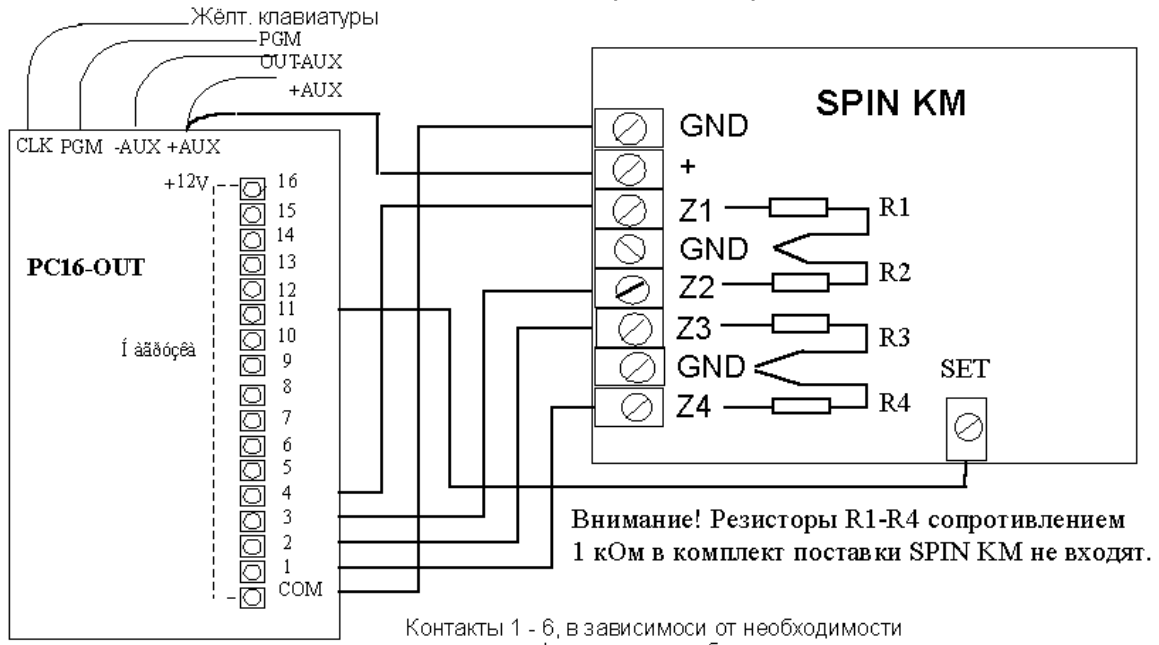 Жёлт. клавиатуры
PGM
OUT-AUX
+AUX
CLK PGM -AUX +AUX
+12V
16
15
14
13
12
11
10
9
8
7
6
5
4
3
2
1
COM
PC16-OUT
Í àãðóçêà
SPIN KM
GND
+
Z1
R1
GND
Z2
R2
Z3
R3
GND
Z4
R4
SET
Внимание! Резисторы R1-R4 сопротивлением
1 кОм в комплект поставки SPIN KM не входят.
Контакты 1 - 6, в зависимоси от необходимости